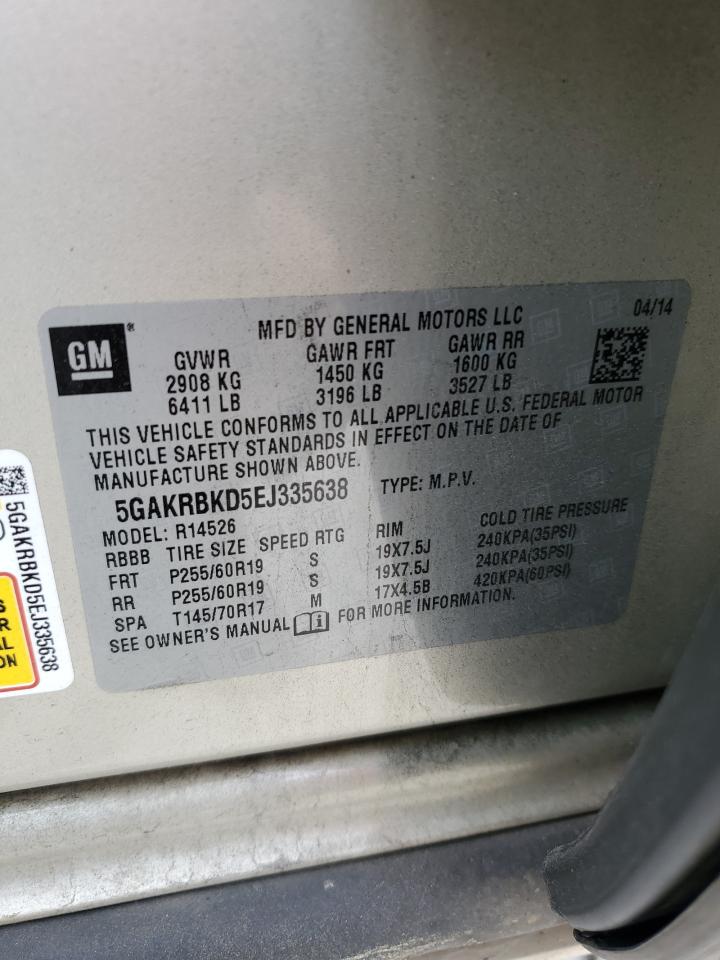 GM®
MFD BY GENERAL MOTORS LLC 04/14
GVWR GAWR FRT GAWR RR
2908 KG 1450 KG 1600 KG
6411 LB 3196 LB 3527 LB
THIS VEHICLE CONFORMS TO ALL APPLICABLE U.S. FEDERAL MOTOR
VEHICLE SAFETY STANDARDS IN EFFECT ON THE DATE OF
MANUFACTURE SHOWN ABOVE.
5GAKRBKD5EJ335638 TYPE: M.P.V.
MODEL: R14526
RBBB TIRE SIZE SPEED RTG RIM COLD TIRE PRESSURE
FRT P255/60R19 S 19X7.5J 240KPA(35PSI)
RR P255/60R19 S 19X7.5J 240KPA(35PSI)
SPA T145/70R17 M 17X4.5B 420KPA(60PSI)
SEE OWNER'S MANUAL FOR MORE INFORMATION.
5GAKRBKD5EJ335638